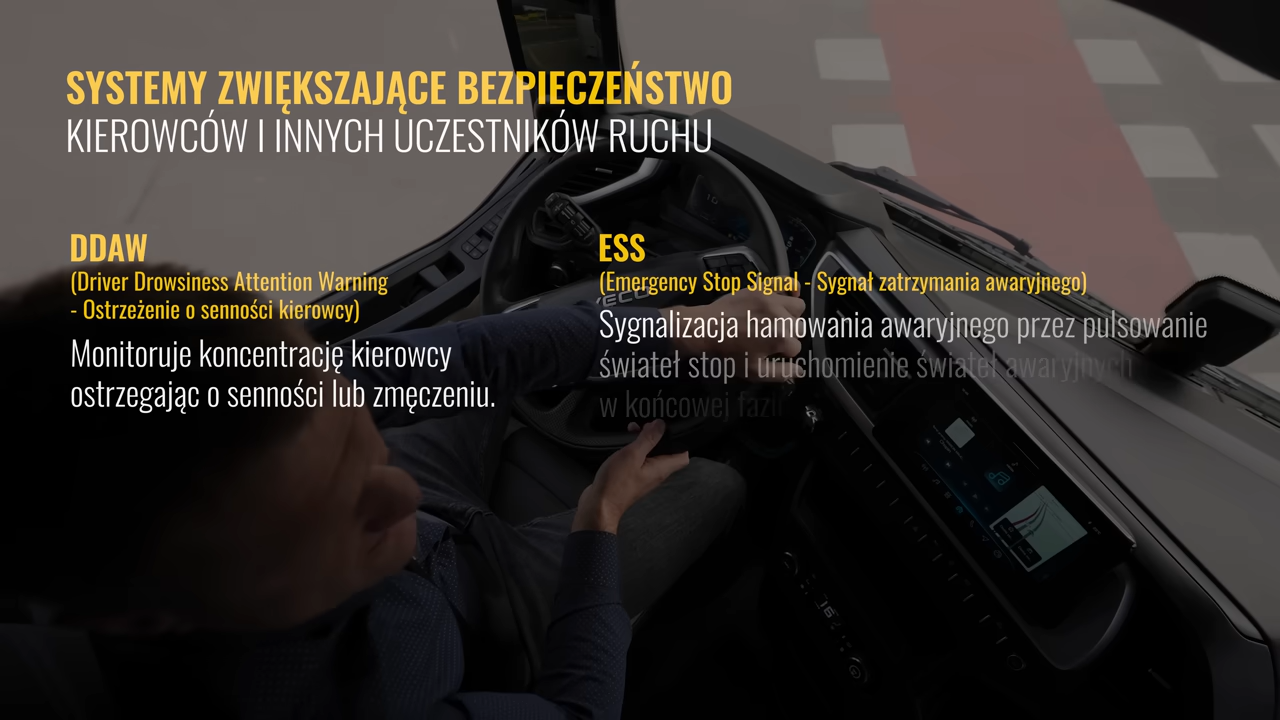 SYSTEMY ZWIĘKSZAJĄCE BEZPIECZEŃSTWO
KIEROWCÓW I INNYCH UCZESTNIKÓW RUCHU
DDAW
(Driver Drowsiness Attention Warning
- Ostrzeżenie o senności kierowcy)
Monitoruje koncentrację kierowcy
ostrzegając o senności lub zmęczeniu.
ESS
(Emergency Stop Signal - Sygnał zatrzymania awaryjnego)
Sygnalizacja hamowania awaryjnego przez pulsowanie
świateł stop i uruchomienie świateł awaryjnych
w końcowej